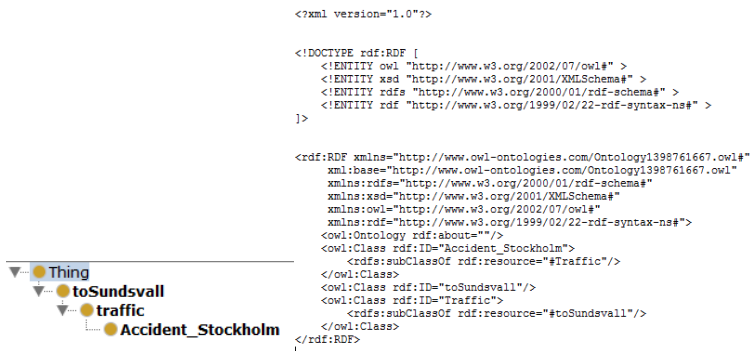 <?xml version="1.0"?>
<!DOCTYPE rdf:RDF [
<!ENTITY owl "http://www.w3.org/2002/07/owl#" >
<!ENTITY xsd "http://www.w3.org/2001/XMLSchema#" >
<!ENTITY rdfs "http://www.w3.org/2000/01/rdf-schema#" >
<!ENTITY rdf "http://www.w3.org/1999/02/22-rdf-syntax-ns#" >
]>
<rdf:RDF xmlns="http://www.owl-ontologies.com/Ontology1398761667.owl#"
xml:base="http://www.owl-ontologies.com/Ontology1398761667.owl"
xmlns:rdfs="http://www.w3.org/2000/01/rdf-schema#"
xmlns:xsd="http://www.w3.org/2001/XMLSchema#"
xmlns:owl="http://www.w3.org/2002/07/owl#"
xmlns:rdf="http://www.w3.org/1999/02/22-rdf-syntax-ns#">
<owl:Ontology rdf:about=""/>
<owl:Class rdf:ID="Accident_Stockholm">
<rdfs:subClassOf rdf:resource="#Traffic"/>
</owl:Class>
<owl:Class rdf:ID="toSundsvall"/>
<owl:Class rdf:ID="Traffic">
<rdfs:subClassOf rdf:resource="#toSundsvall"/>
</owl:Class>
</rdf:RDF>
Thing
toSundsvall
traffic
Accident_Stockholm